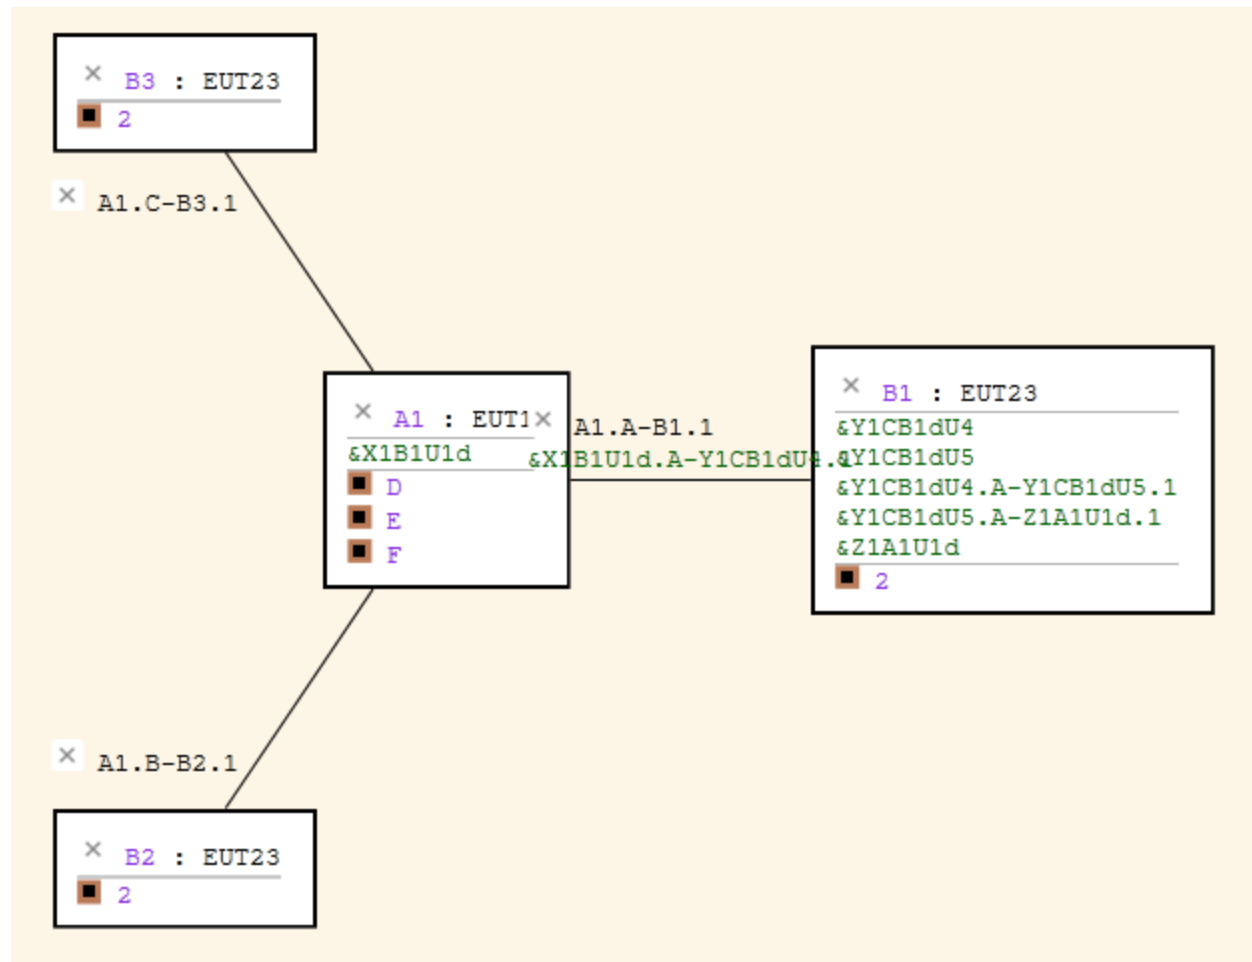 B3 : EUT23
2
A1.C-B3.1
A1 : EUT1
&X1B1U1d
D
E
F
A1.A-B1.1
&X1B1U1d.A-Y1CB1dU4.1
B1 : EUT23
&Y1CB1dU4
&Y1CB1dU5
&Y1CB1dU4.A-Y1CB1dU5.1
&Y1CB1dU5.A-Z1A1U1d.1
&Z1A1U1d
2
A1.B-B2.1
B2 : EUT23
2